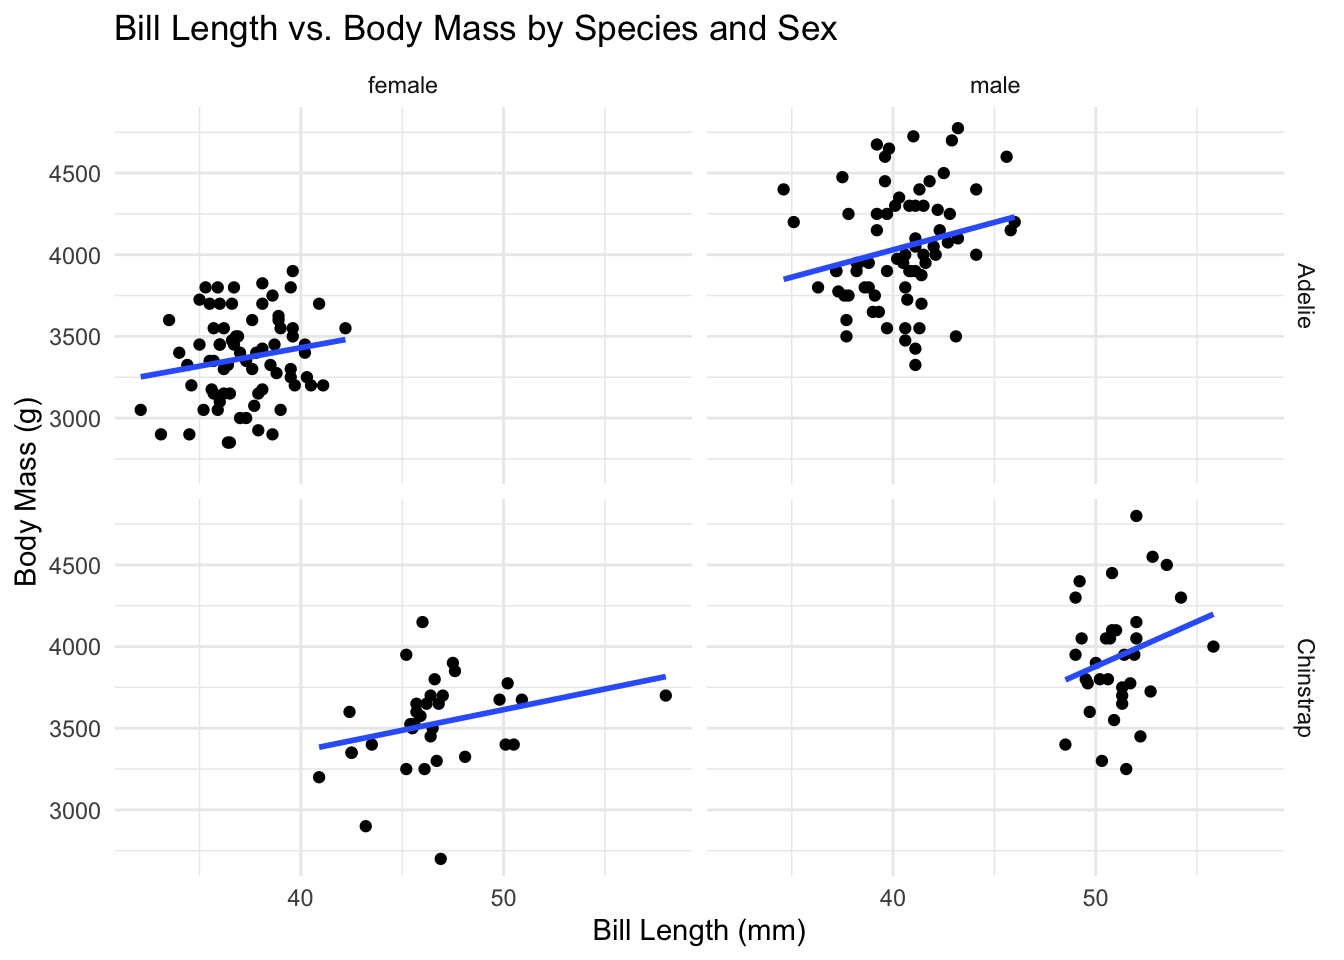 Bill Length vs. Body Mass by Species and Sex
female male
4500
4000
3500
3000
Adelie
4500
4000
3500
3000
Chinstrap
40 50 40 50
Bill Length (mm)
Body Mass (g)